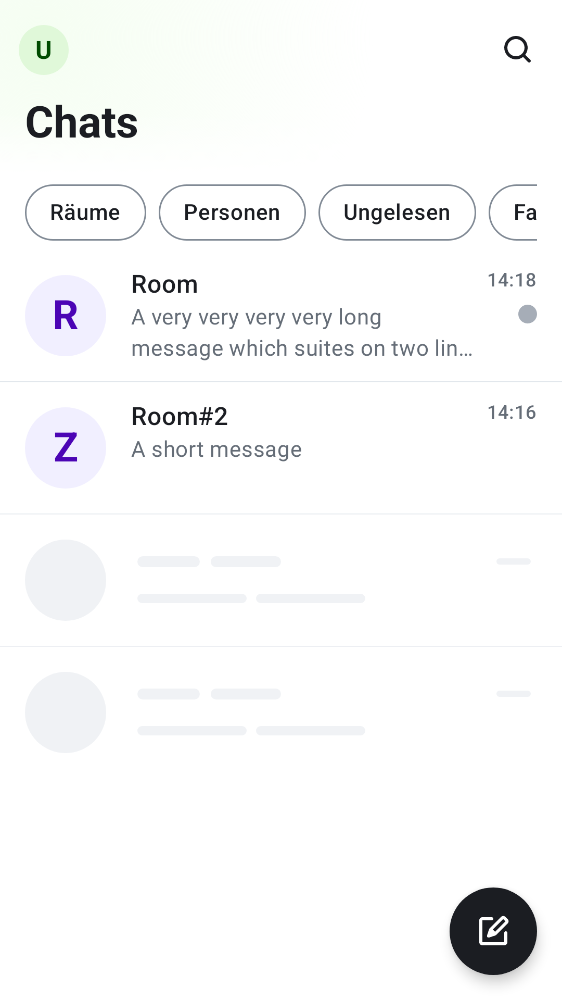 U
Chats
Räume Personen Ungelesen Fa
R
Room
14:18
A very very very very long
message which suites on two lin…
Z
Room#2
14:16
A short message